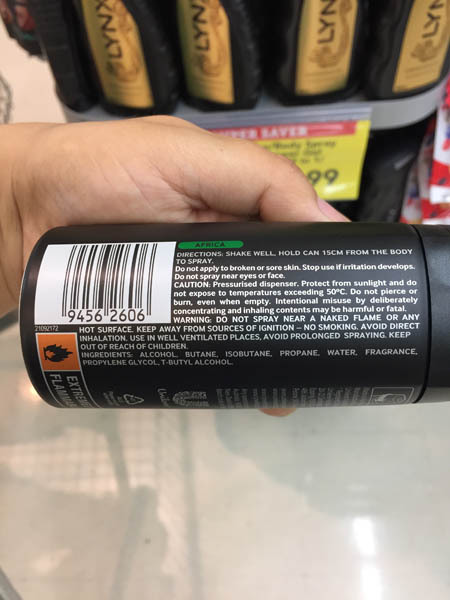 LYNX
LYNX
LYNX
LYNX
SUPER SAVER
Body Spray
99
AFRICA
DIRECTIONS: SHAKE WELL, HOLD CAN 15CM FROM THE BODY
TO SPRAY.
Do not apply to broken or sore skin. Stop use if irritation develops.
Do not spray near eyes or face.
CAUTION: Pressurised dispenser. Protect from sunlight and do
not expose to temperatures exceeding 50°C. Do not pierce or
burn, even when empty. Intentional misuse by deliberately
concentrating and inhaling contents may be harmful or fatal.
WARNING: DO NOT SPRAY NEAR A NAKED FLAME OR ANY
HOT SURFACE. KEEP AWAY FROM SOURCES OF IGNITION – NO SMOKING. AVOID DIRECT
INHALATION. USE IN WELL VENTILATED PLACES, AVOID PROLONGED SPRAYING. KEEP
OUT OF REACH OF CHILDREN.
INGREDIENTS: ALCOHOL, BUTANE, ISOBUTANE, PROPANE, WATER, FRAGRANCE,
PROPYLENE GLYCOL, T-BUTYL ALCOHOL.
9456 2606
21092172